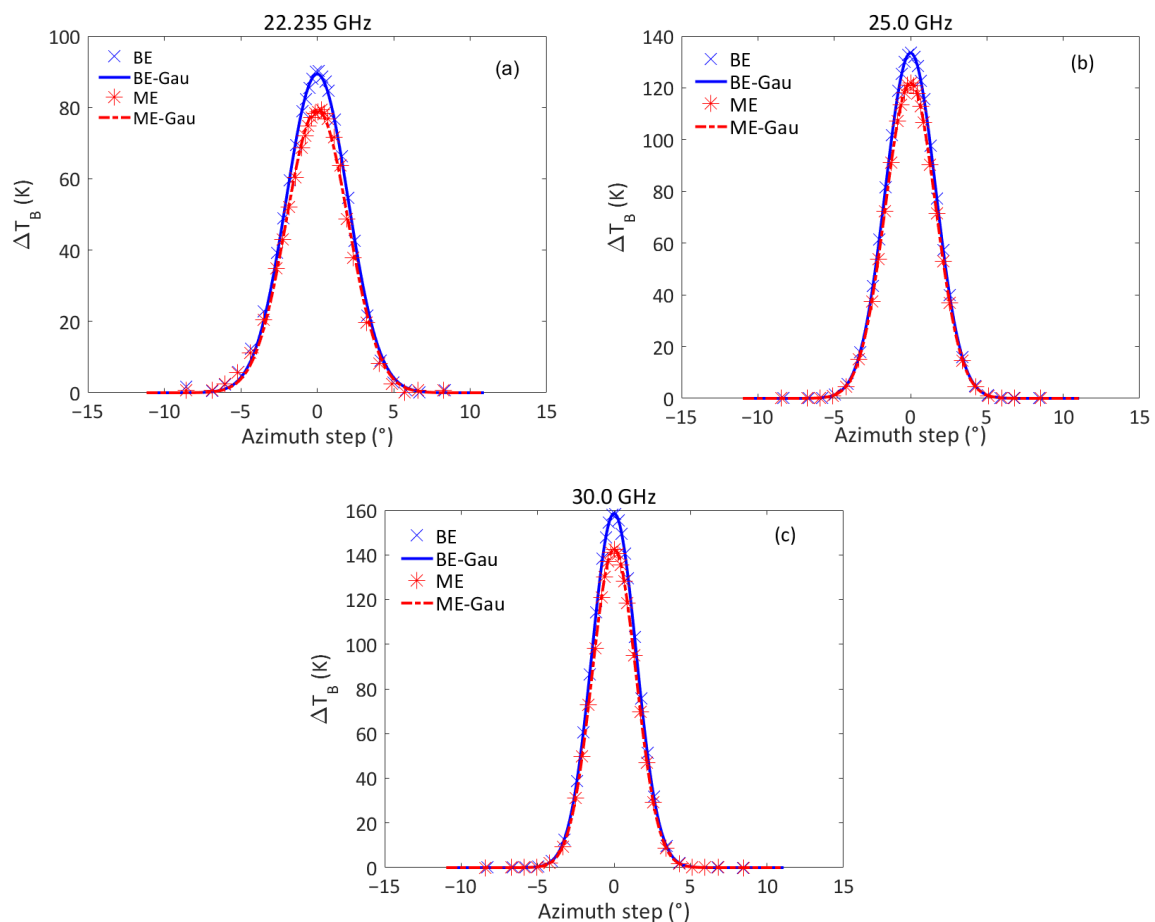 22.235 GHz
100
80
60
40
20
0
ΔT_B (K)
× BE
BE-Gau
ME
ME-Gau
(a)
−15 −10 −5 0 5 10 15
Azimuth step (°)
25.0 GHz
140
120
100
80
60
40
20
0
ΔT_B (K)
BE
BE-Gau
ME
ME-Gau
(b)
−15 −10 −5 0 5 10 15
Azimuth step (°)
30.0 GHz
160
140
120
100
80
60
40
20
0
ΔT_B (K)
BE
BE-Gau
ME
ME-Gau
(c)
−15 −10 −5 0 5 10 15
Azimuth step (°)